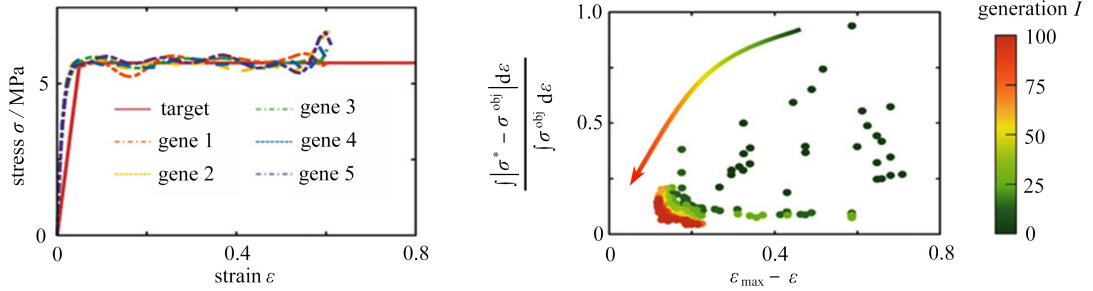 stress σ / MPa
5
0
target
gene 1
gene 2
gene 3
gene 4
gene 5
0 0.4 0.8
strain ε
∫|σ* − σ^obj|dε
∫σ^obj dε
1.0
0.5
0
0 0.4 0.8
ε_max − ε
generation I
100
75
50
25
0